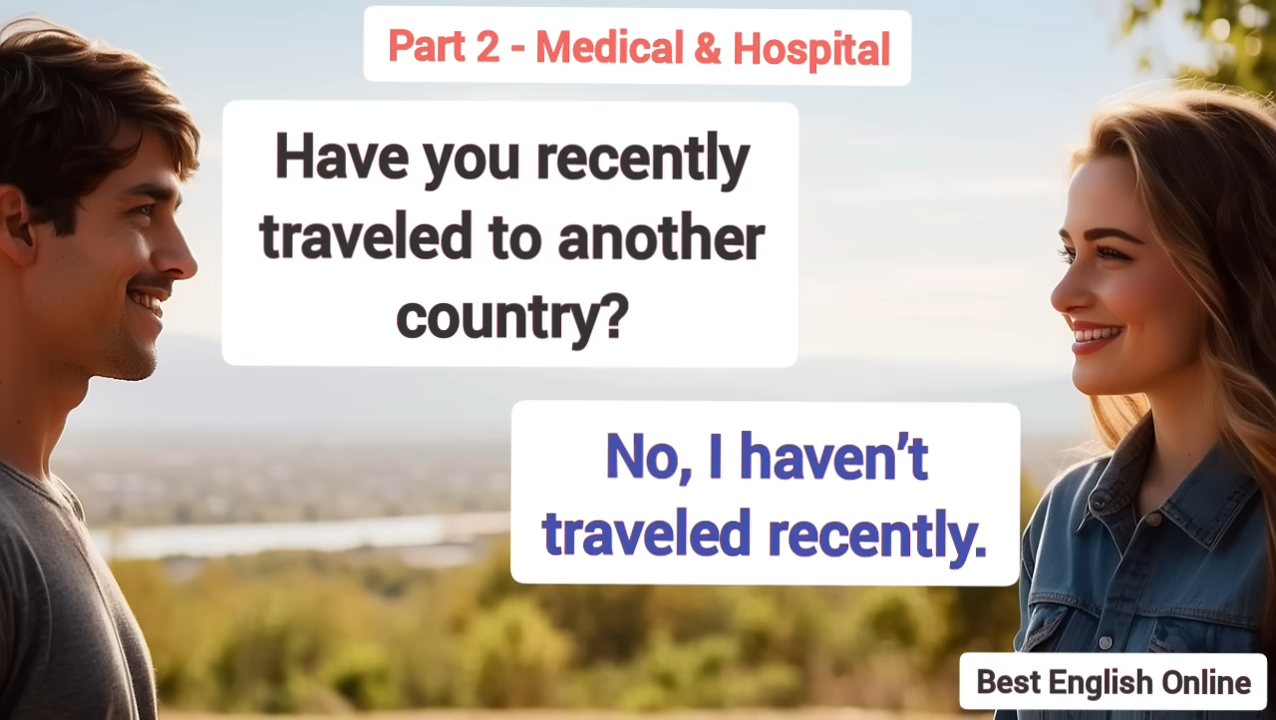 Part 2 - Medical & Hospital
Have you recently
traveled to another
country?
No, I haven’t
traveled recently.
Best English Online